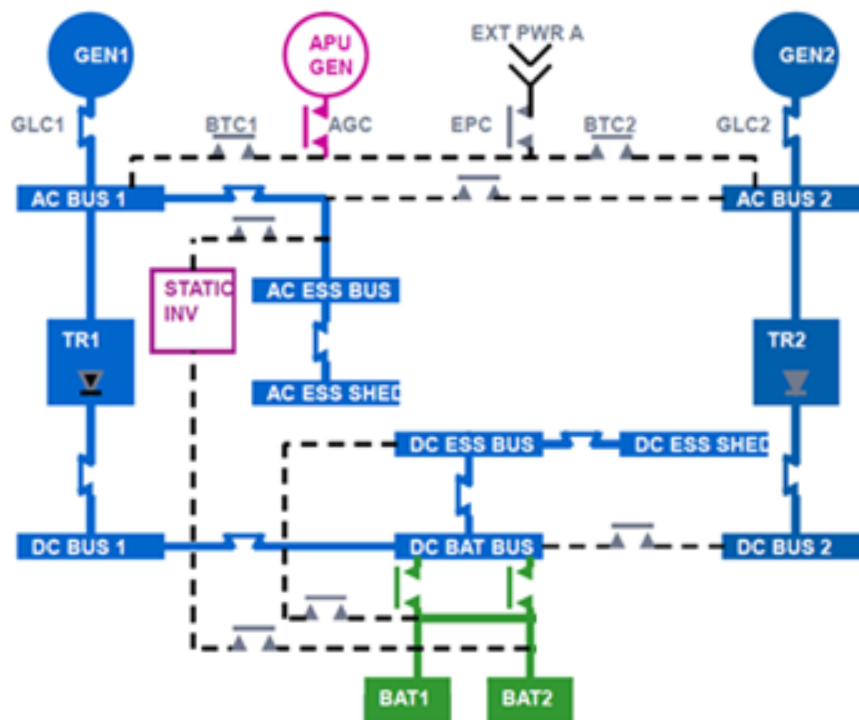 GEN1
APU
GEN
EXT PWR A
GEN2
GLC1
BTC1
AGC
EPC
BTC2
GLC2
AC BUS 1
AC BUS 2
STATIC
INV
AC ESS BUS
TR1
TR2
AC ESS SHED
DC ESS BUS
DC ESS SHED
DC BUS 1
DC BAT BUS
DC BUS 2
BAT1
BAT2